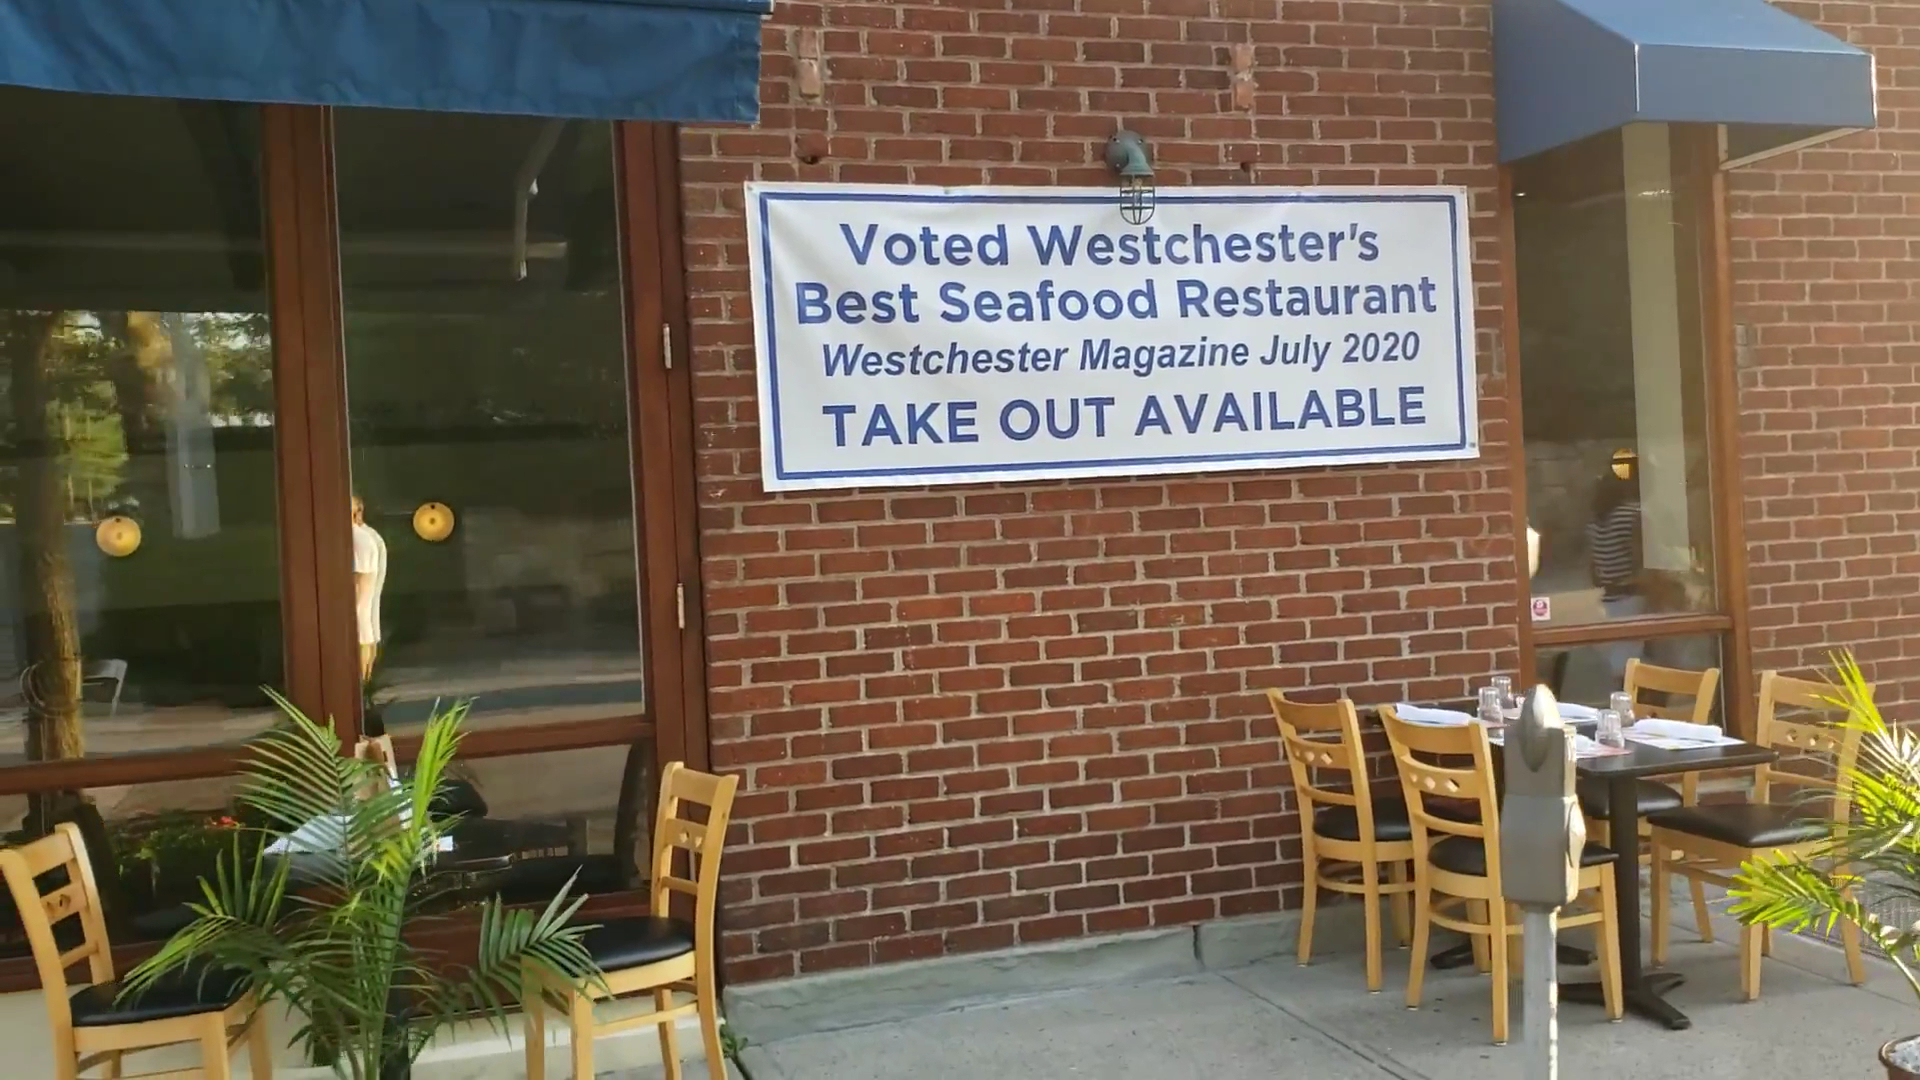 Voted Westchester's
Best Seafood Restaurant
Westchester Magazine July 2020
TAKE OUT AVAILABLE